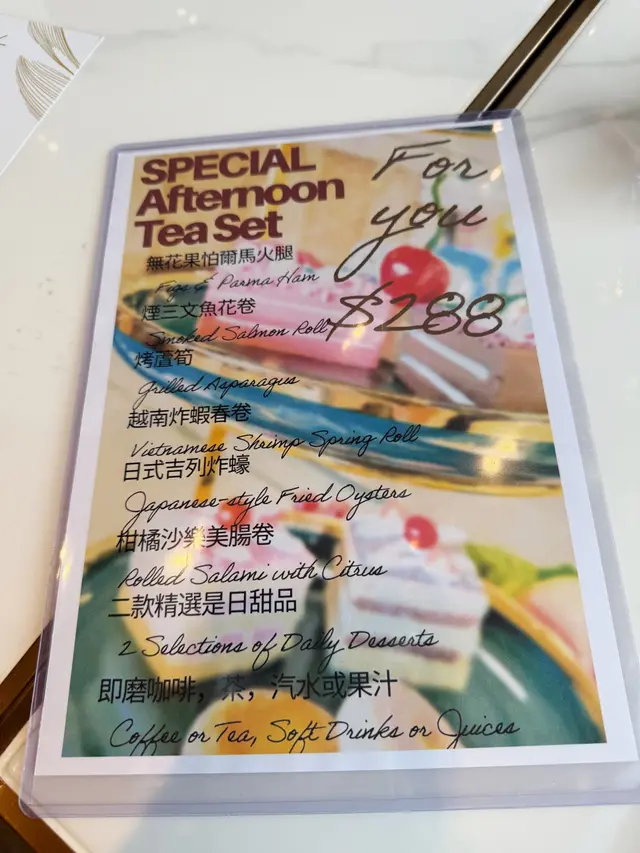 SPECIAL
Afternoon
Tea Set
For
you
$288
無花果怕爾馬火腿
Figs & Parma Ham
煙三文魚花卷
Smoked Salmon Roll
烤蘆筍
Grilled Asparagus
越南炸蝦春卷
Vietnamese Shrimp Spring Roll
日式吉列炸蠔
Japanese-style Fried Oysters
柑橘沙樂美腸卷
Rolled Salami with Citrus
二款精選是日甜品
2 Selections of Daily Desserts
即磨咖啡，茶，汽水或果汁
Coffee or Tea, Soft Drinks or Juices